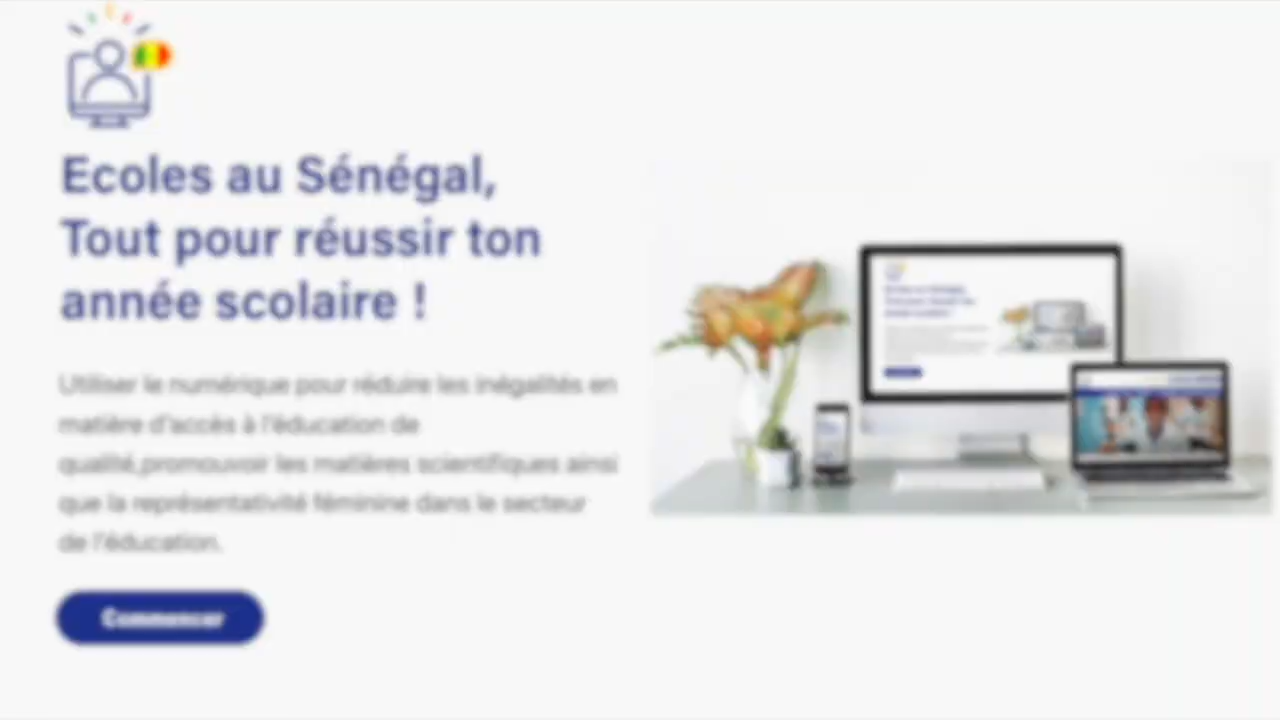 Ecoles au Sénégal,
Tout pour réussir ton
année scolaire !
Utiliser le numérique pour réduire les inégalités en
matière d'accès à l'éducation de
qualité,promouvoir les matières scientifiques ainsi
que la représentativité féminine dans le secteur
de l'éducation.
Commencer